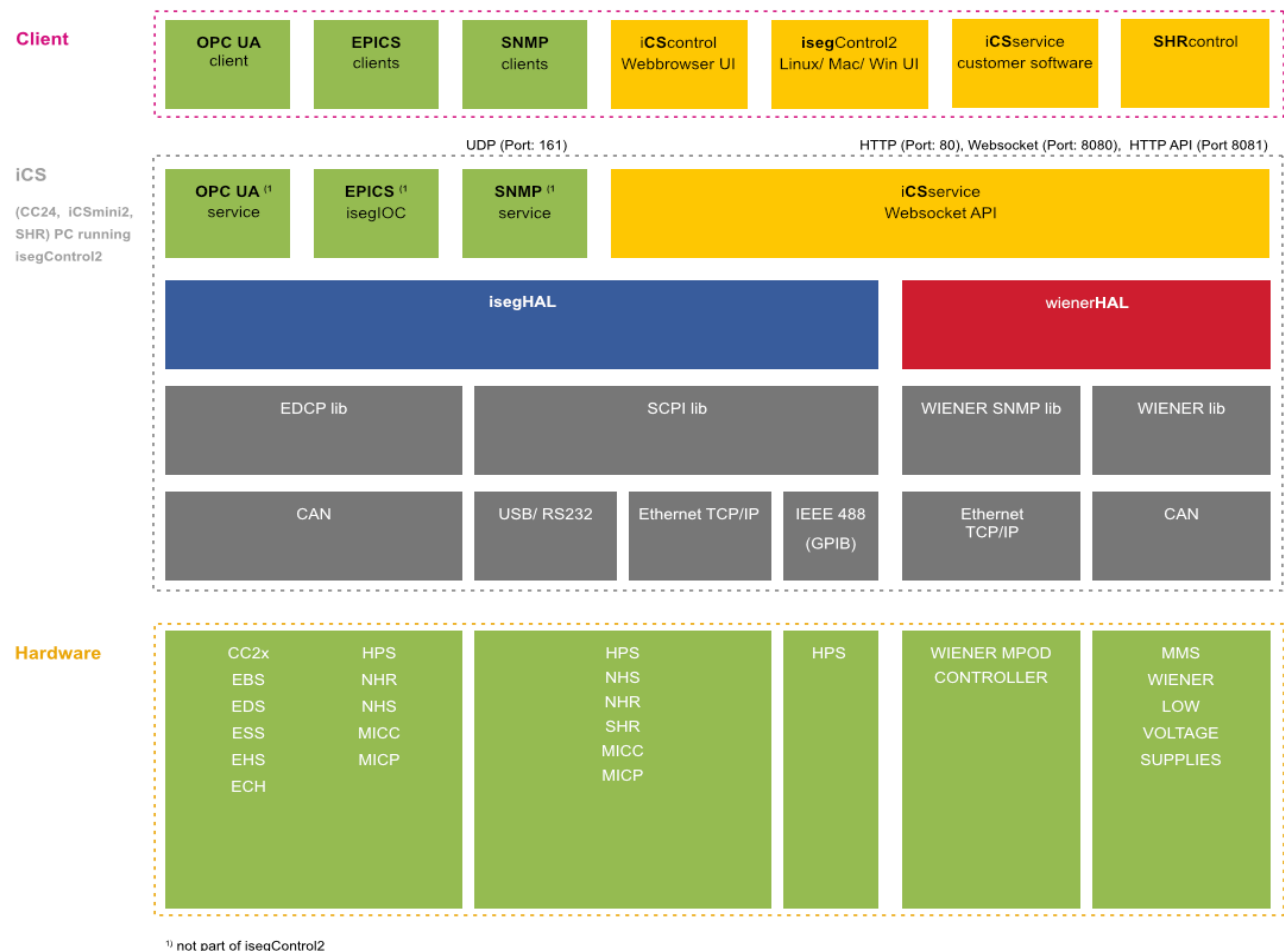 Client
OPC UA
client
EPICS
clients
SNMP
clients
iCScontrol
Webbrowser UI
isegControl2
Linux/ Mac/ Win UI
iCSservice
customer software
SHRcontrol
UDP (Port: 161)
HTTP (Port: 80), Websocket (Port: 8080), HTTP API (Port 8081)
iCS
(CC24, iCSmini2,
SHR) PC running
isegControl2
OPC UA (1
service
EPICS (1
isegIOC
SNMP (1
service
iCSservice
Websocket API
isegHAL
wienerHAL
EDCP lib
SCPI lib
WIENER SNMP lib
WIENER lib
CAN
USB/ RS232
Ethernet TCP/IP
IEEE 488
(GPIB)
Ethernet
TCP/IP
CAN
Hardware
CC2x
EBS
EDS
ESS
EHS
ECH
HPS
NHR
NHS
MICC
MICP
HPS
NHS
NHR
SHR
MICC
MICP
HPS
WIENER MPOD
CONTROLLER
MMS
WIENER
LOW
VOLTAGE
SUPPLIES
1) not part of isegControl2